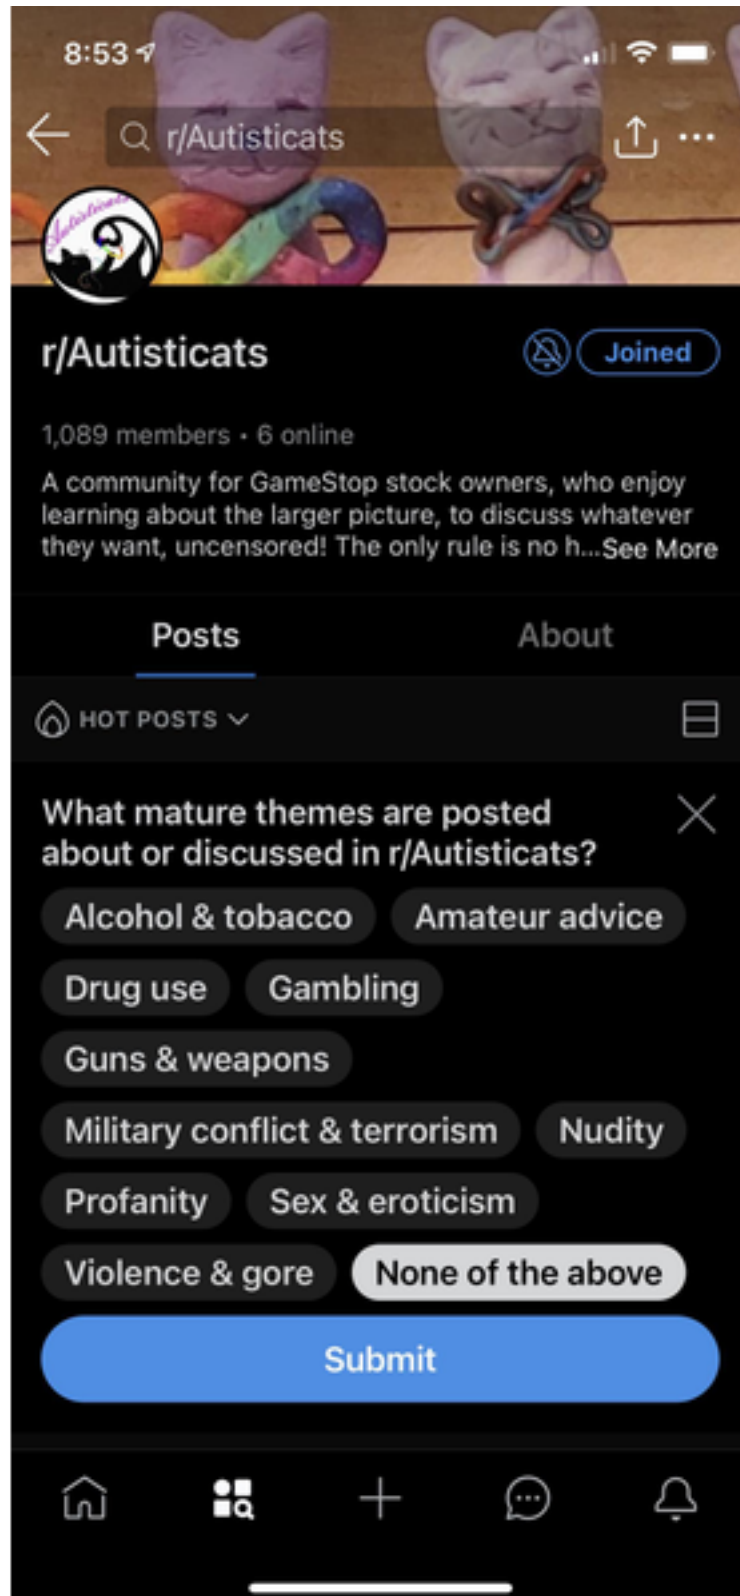 8:53
r/Autisticats
Autisticats
r/Autisticats
Joined
1,089 members • 6 online
A community for GameStop stock owners, who enjoy
learning about the larger picture, to discuss whatever
they want, uncensored! The only rule is no h...See More
Posts
About
HOT POSTS
What mature themes are posted
about or discussed in r/Autisticats?
Alcohol & tobacco
Amateur advice
Drug use
Gambling
Guns & weapons
Military conflict & terrorism
Nudity
Profanity
Sex & eroticism
Violence & gore
None of the above
Submit